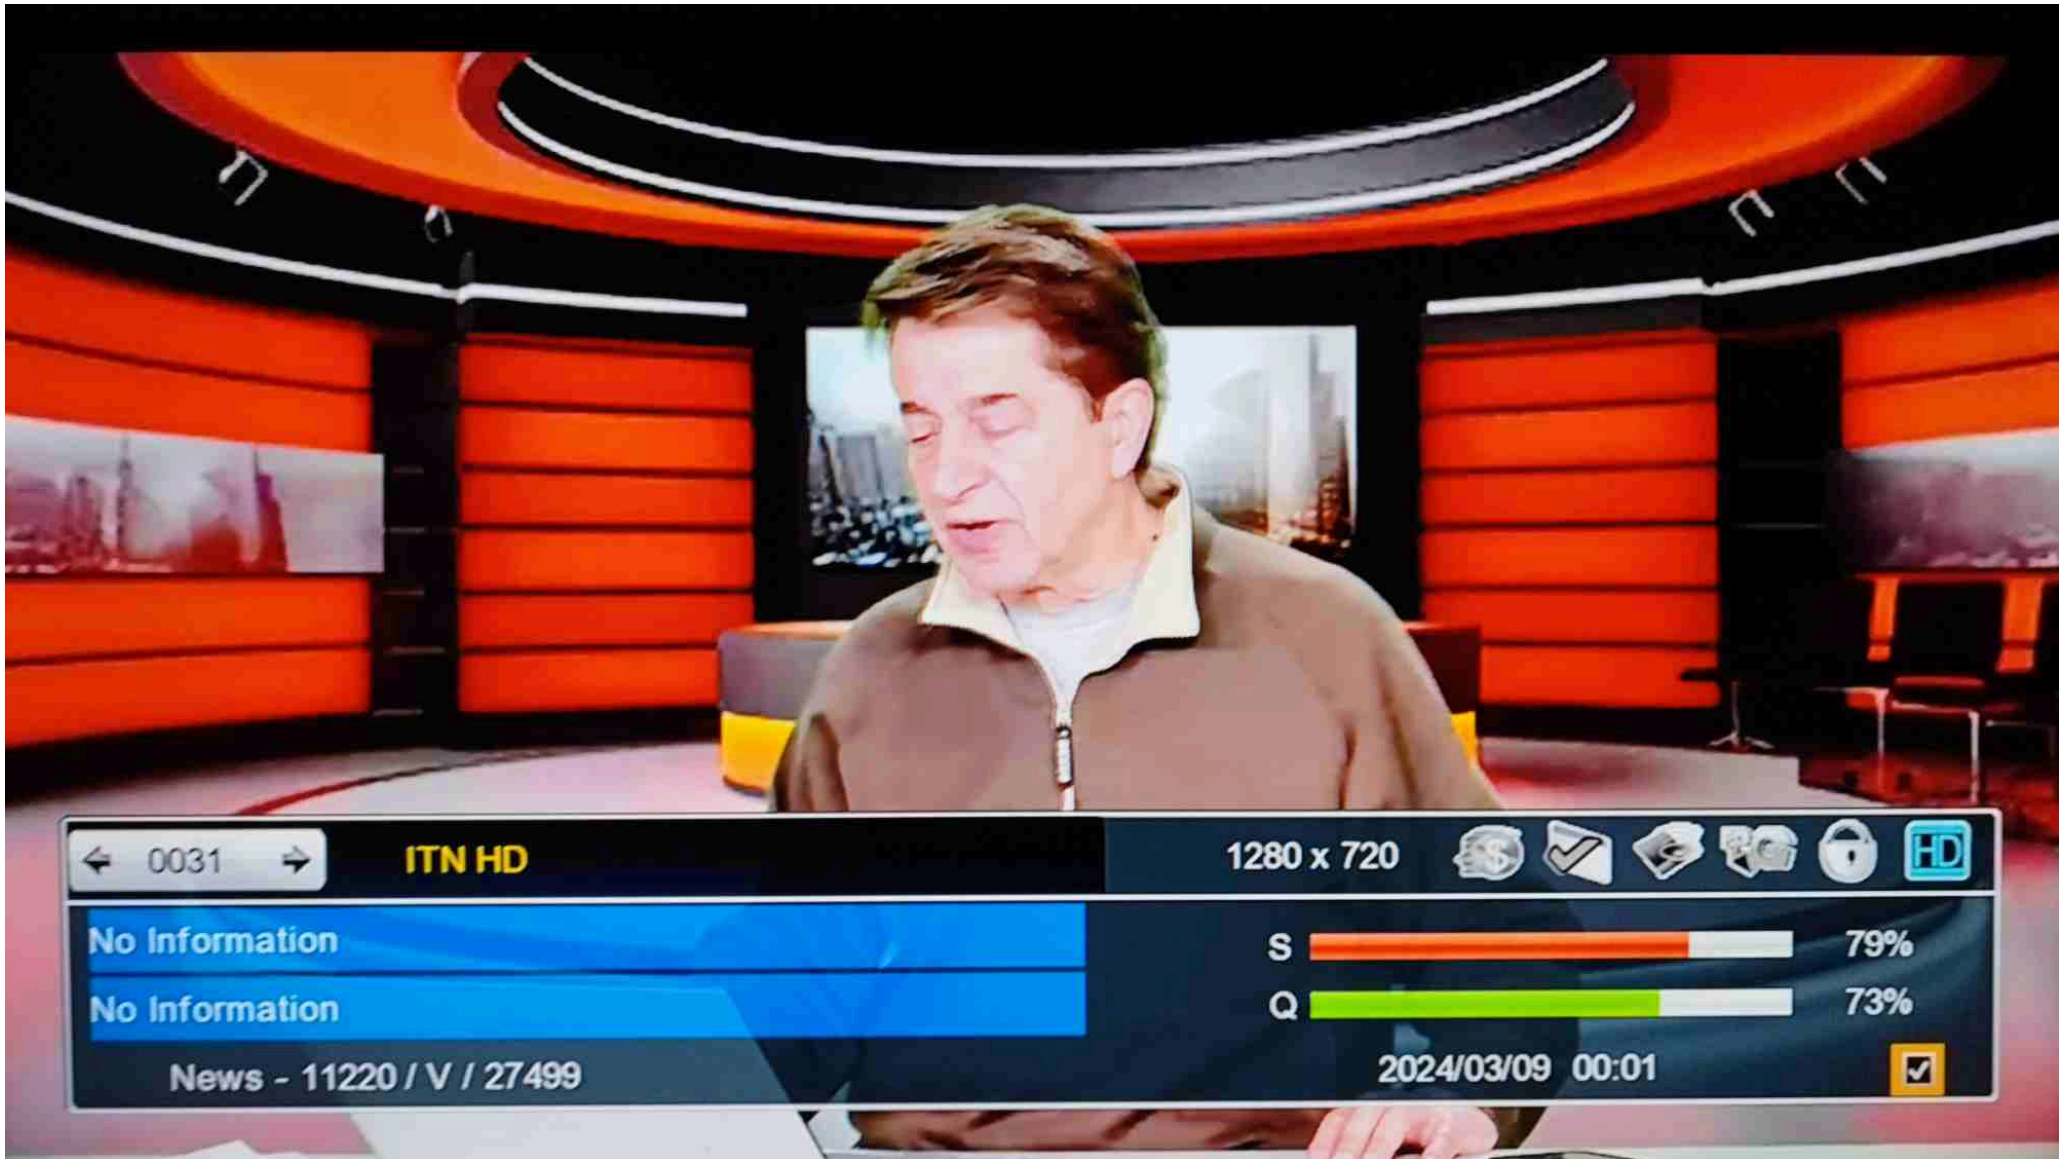 0031
ITN HD
1280 x 720
HD
No Information
S 79%
No Information
Q 73%
News - 11220 / V / 27499
2024/03/09 00:01